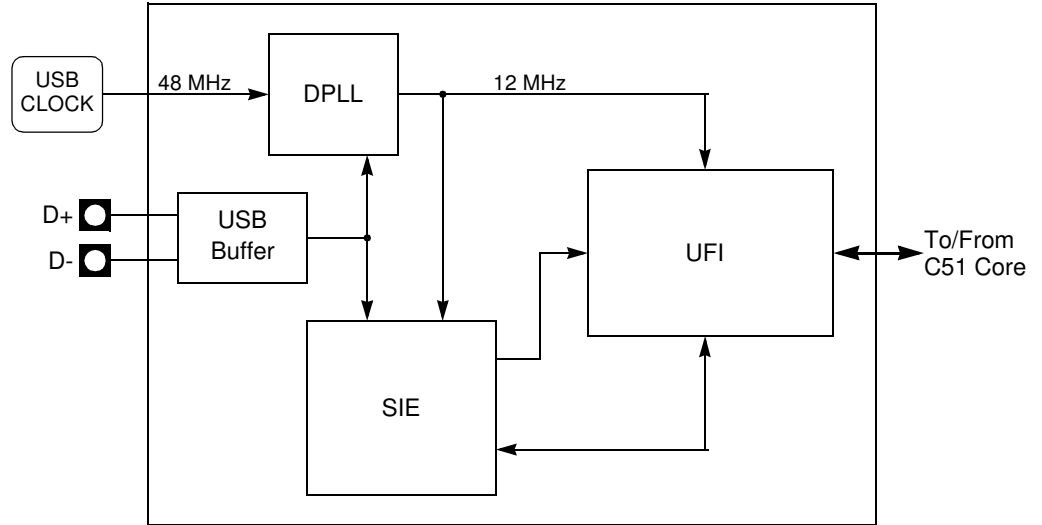 USB
CLOCK
48 MHz
DPLL
12 MHz
D+
D-
USB
Buffer
UFI
To/From
C51 Core
SIE